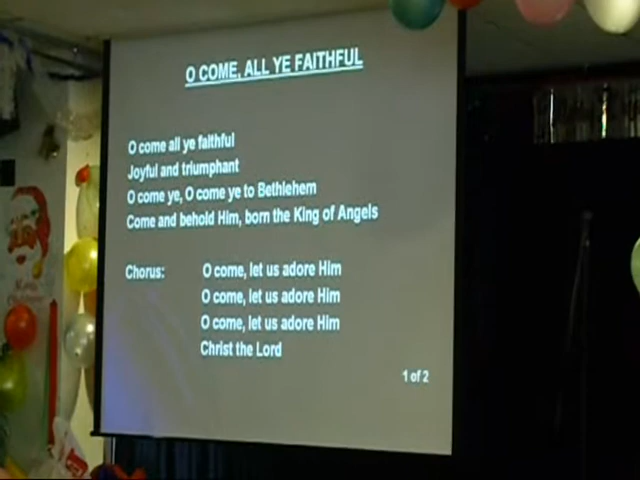 O COME, ALL YE FAITHFUL
O come all ye faithful
Joyful and triumphant
O come ye, O come ye to Bethlehem
Come and behold Him, born the King of Angels
Chorus: O come, let us adore Him
O come, let us adore Him
O come, let us adore Him
Christ the Lord
1 of 2